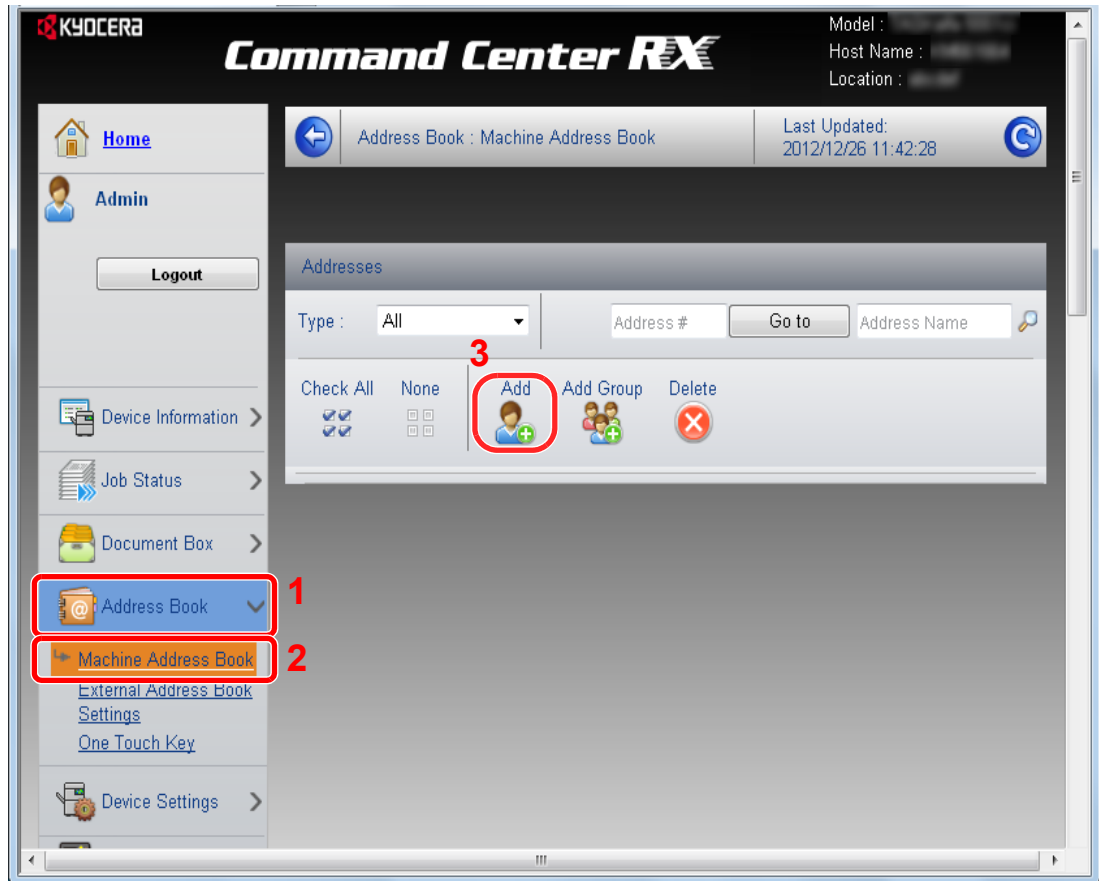 KYOCERA
Command Center RX
Model :
Host Name :
Location :
Home
Address Book : Machine Address Book
Last Updated:
2012/12/26 11:42:28
Admin
Logout
Addresses
Type :
All
Address #
Go to
Address Name
3
Check All
None
Add
Add Group
Delete
Device Information
Job Status
Document Box
Address Book
1
Machine Address Book
2
External Address Book
Settings
One Touch Key
Device Settings